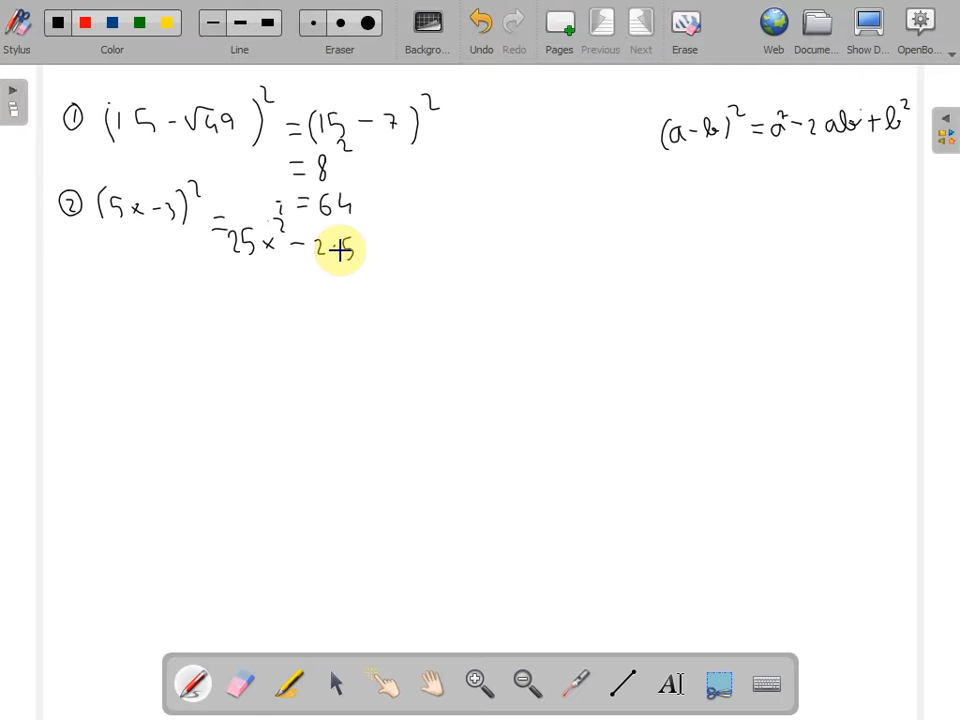 Stylus Color Line Eraser Backgro... Undo Redo Pages Previous Next Erase Web Docume... Show D... OpenBo...
① (15 - √49)² = (15 - 7)²
(a - b)² = a² - 2ab + b²
= 8²
= 64
② (5x - 3)² =
25x² - 2·5